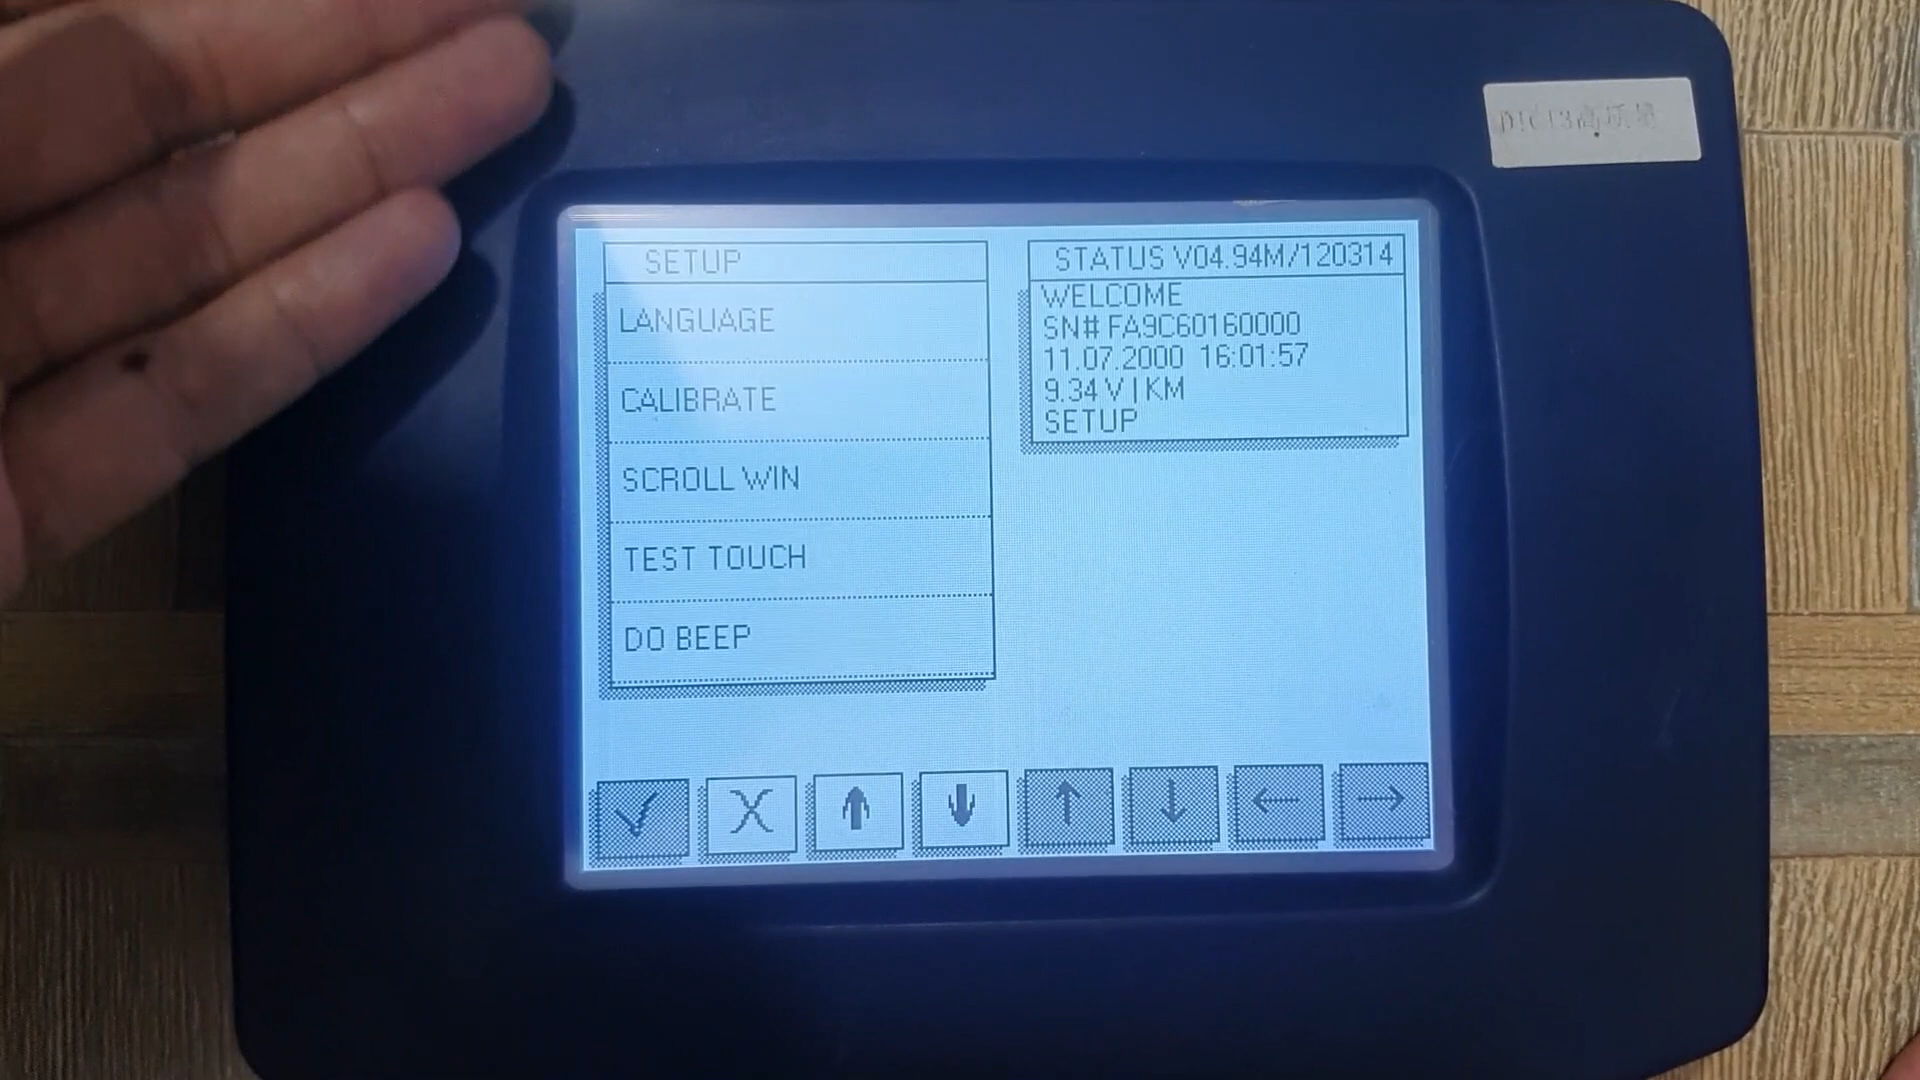 SETUP
LANGUAGE
CALIBRATE
SCROLL WIN
TEST TOUCH
DO BEEP
STATUS V04.94M/120314
WELCOME
SN# FA9C60160000
11.07.2000 16:01:57
9.34 V | KM
SETUP